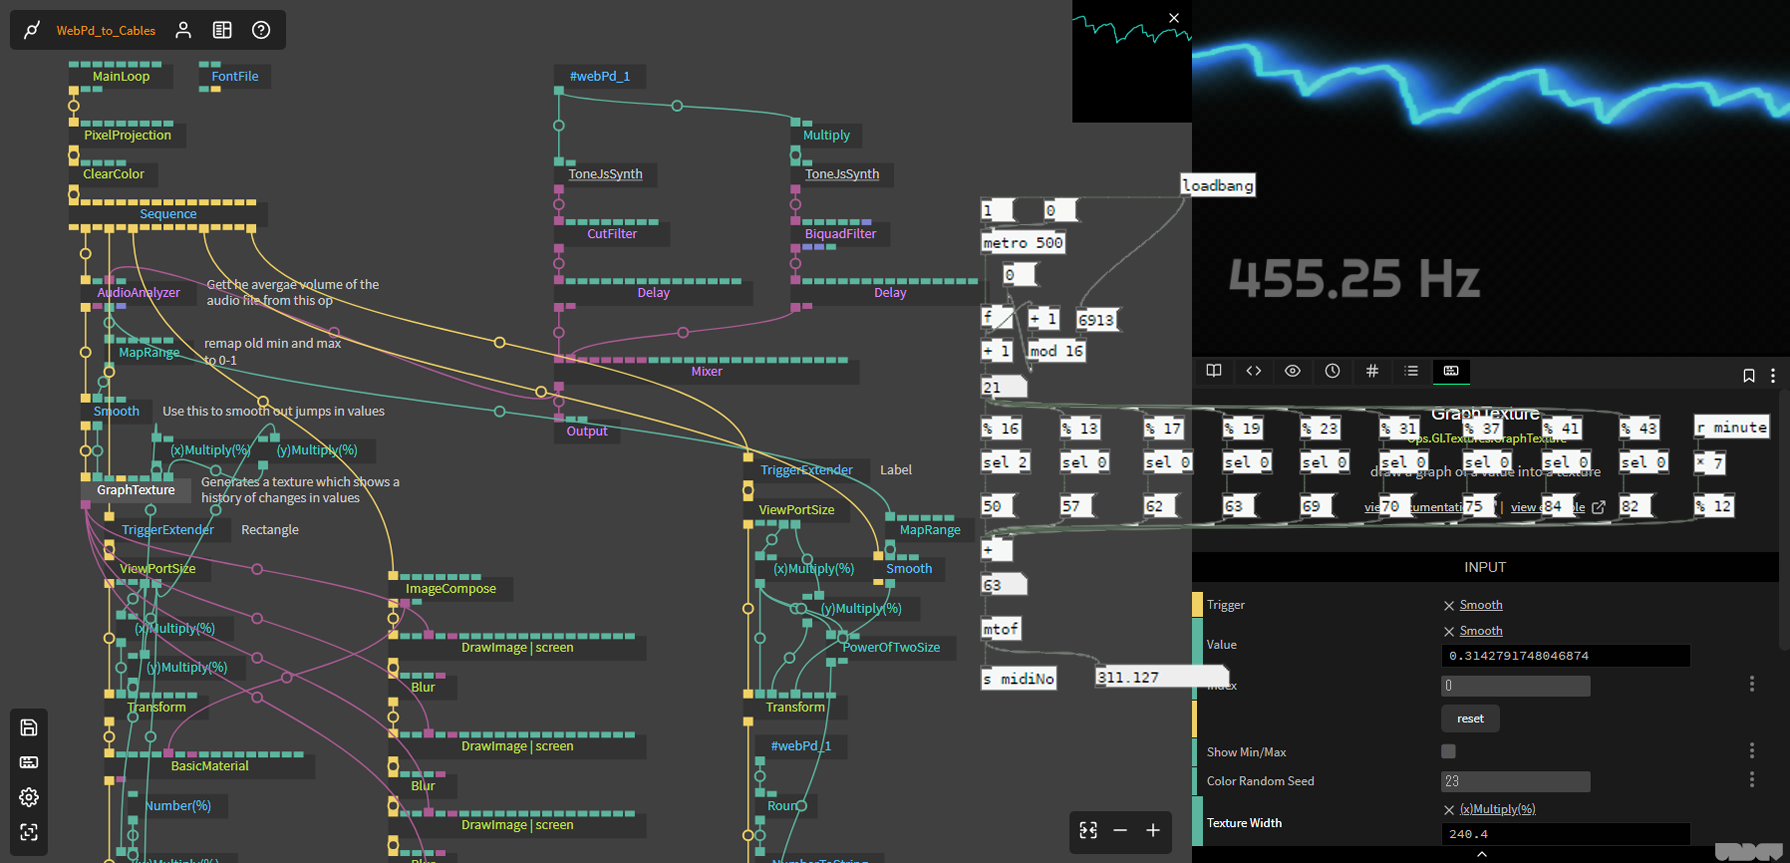 WebPd_to_Cables
MainLoop
FontFile
#webPd_1
PixelProjection
Multiply
ClearColor
ToneJsSynth
ToneJsSynth
Sequence
CutFilter
BiquadFilter
AudioAnalyzer
Gett he avergae volume of the
audio file from this op
Delay
Delay
MapRange
remap old min and max
to 0-1
Mixer
Smooth
Use this to smooth out jumps in values
Output
(x)Multiply(%)
(y)Multiply(%)
GraphTexture
Generates a texture which shows a
history of changes in values
TriggerExtender
Label
TriggerExtender
Rectangle
ViewPortSize
MapRange
ViewPortSize
(x)Multiply(%)
Smooth
ImageCompose
(y)Multiply(%)
(x)Multiply(%)
DrawImage | screen
PowerOfTwoSize
(y)Multiply(%)
Blur
Transform
Transform
DrawImage | screen
#webPd_1
BasicMaterial
Blur
Number(%)
Round
DrawImage | screen
(x)Multiply(%)
Blur
NumberToString
loadbang
1
0
metro 500
0
f
+ 1
6913
+ 1
mod 16
21
% 16
% 13
% 17
% 19
% 23
% 31
% 37
% 41
% 43
r minute
sel 2
sel 0
sel 0
sel 0
sel 0
sel 0
sel 0
sel 0
sel 0
* 7
50
57
62
63
69
70
75
84
82
% 12
+
63
mtof
s midiNo
311.127
455.25 Hz
GraphTexture
Ops.Gl.Textures.GraphTexture
draw a graph of a value into a texture
INPUT
Trigger
Smooth
Smooth
Value
0.3142791748046874
Index
0
reset
Show Min/Max
Color Random Seed
23
(x)Multiply(%)
Texture Width
240.4